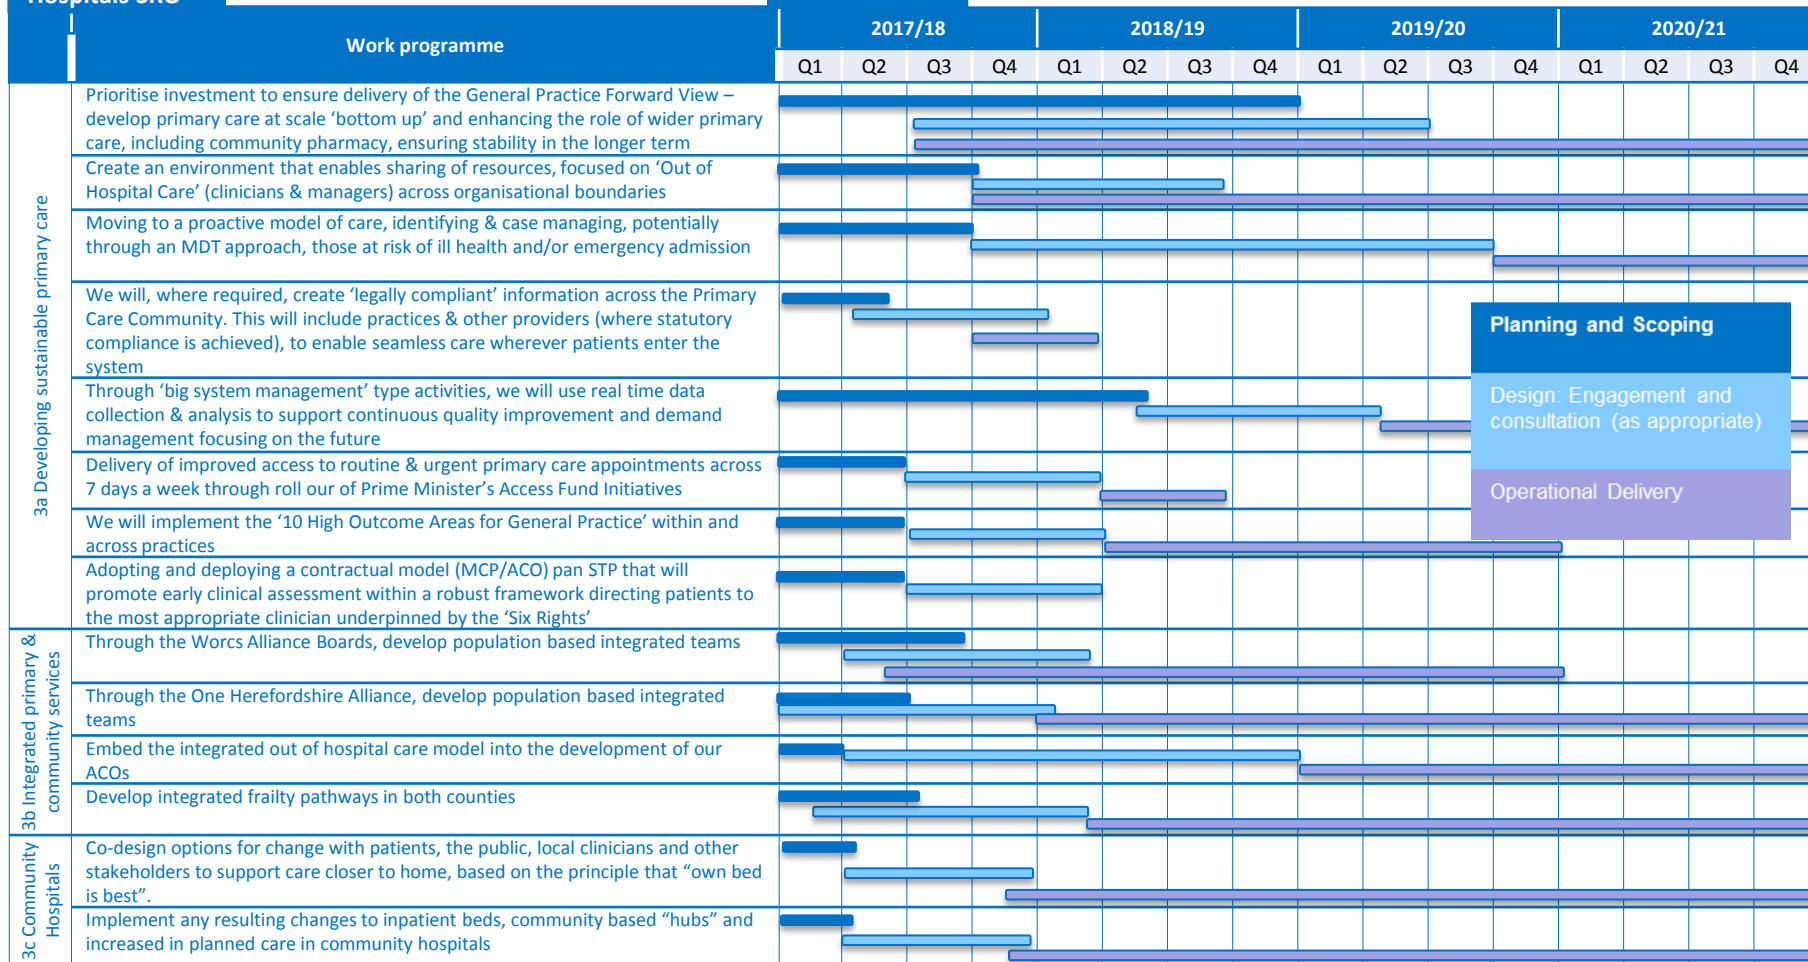 Hospitals SRO
Work programme
2017/18
2018/19
2019/20
2020/21
Q1 Q2 Q3 Q4 Q1 Q2 Q3 Q4 Q1 Q2 Q3 Q4 Q1 Q2 Q3 Q4
3a Developing sustainable primary care
Prioritise investment to ensure delivery of the General Practice Forward View –
develop primary care at scale ‘bottom up’ and enhancing the role of wider primary
care, including community pharmacy, ensuring stability in the longer term
Create an environment that enables sharing of resources, focused on ‘Out of
Hospital Care’ (clinicians & managers) across organisational boundaries
Moving to a proactive model of care, identifying & case managing, potentially
through an MDT approach, those at risk of ill health and/or emergency admission
We will, where required, create ‘legally compliant’ information across the Primary
Care Community. This will include practices & other providers (where statutory
compliance is achieved), to enable seamless care wherever patients enter the
system
Through ‘big system management’ type activities, we will use real time data
collection & analysis to support continuous quality improvement and demand
management focusing on the future
Delivery of improved access to routine & urgent primary care appointments across
7 days a week through roll our of Prime Minister’s Access Fund Initiatives
We will implement the ‘10 High Outcome Areas for General Practice’ within and
across practices
Adopting and deploying a contractual model (MCP/ACO) pan STP that will
promote early clinical assessment within a robust framework directing patients to
the most appropriate clinician underpinned by the ‘Six Rights’
3b Integrated primary &
community services
Through the Worcs Alliance Boards, develop population based integrated teams
Through the One Herefordshire Alliance, develop population based integrated
teams
Embed the integrated out of hospital care model into the development of our
ACOs
Develop integrated frailty pathways in both counties
3c Community
Hospitals
Co-design options for change with patients, the public, local clinicians and other
stakeholders to support care closer to home, based on the principle that “own bed
is best”.
Implement any resulting changes to inpatient beds, community based “hubs” and
increased in planned care in community hospitals
Planning and Scoping
Design: Engagement and
consultation (as appropriate)
Operational Delivery